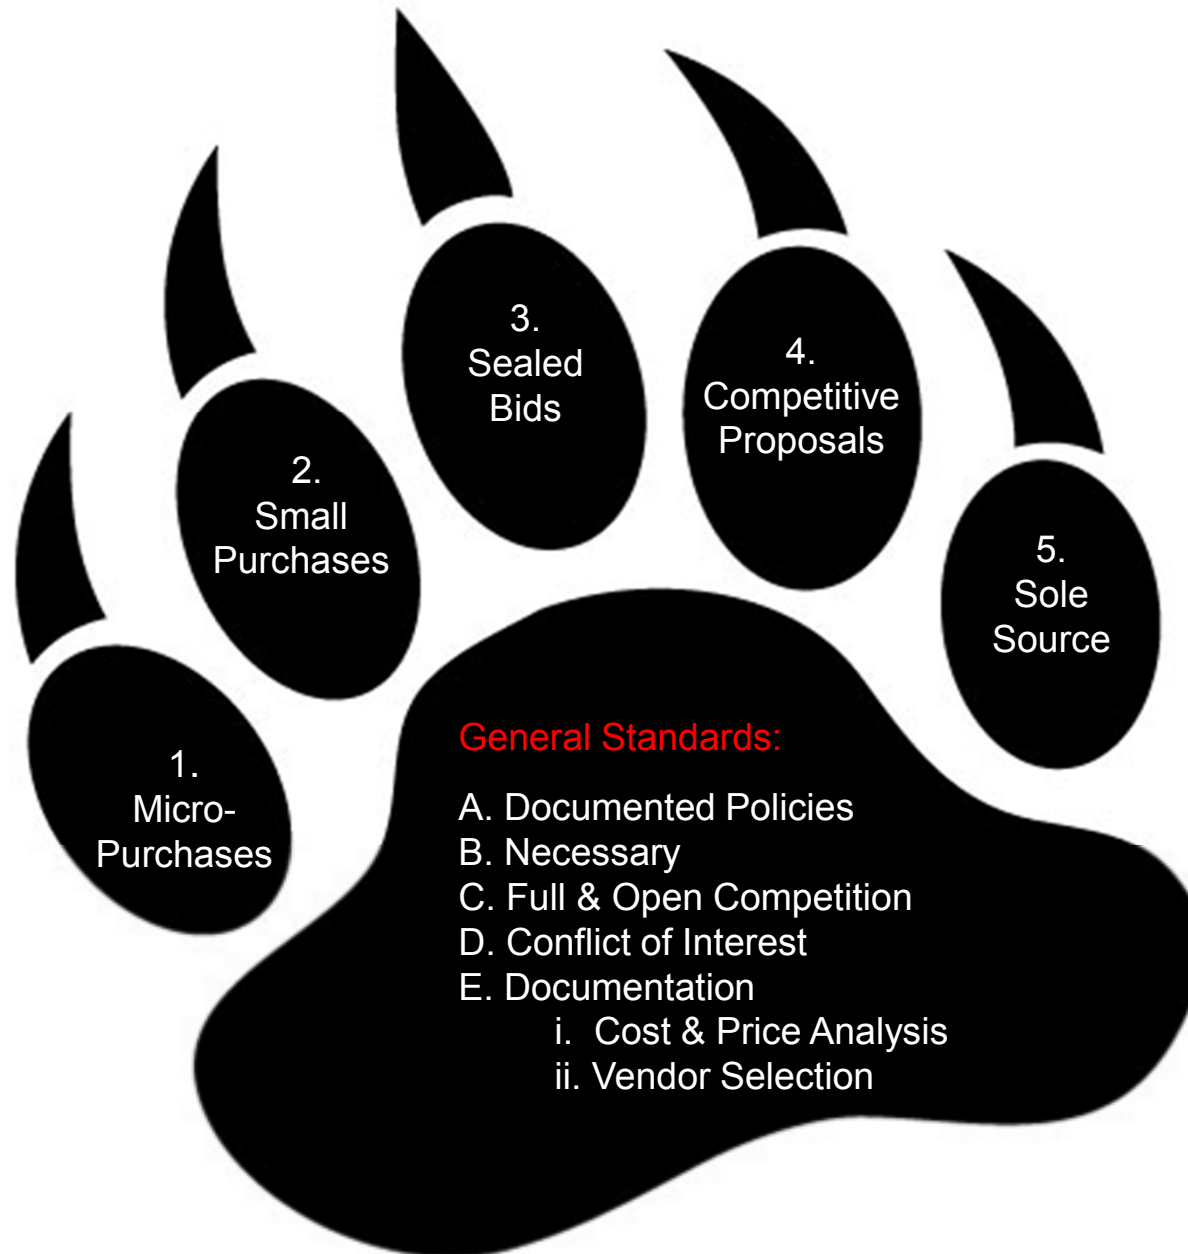 1.
Micro-
Purchases
2.
Small
Purchases
3.
Sealed
Bids
4.
Competitive
Proposals
5.
Sole
Source
General Standards:
A. Documented Policies
B. Necessary
C. Full & Open Competition
D. Conflict of Interest
E. Documentation
i. Cost & Price Analysis
ii. Vendor Selection